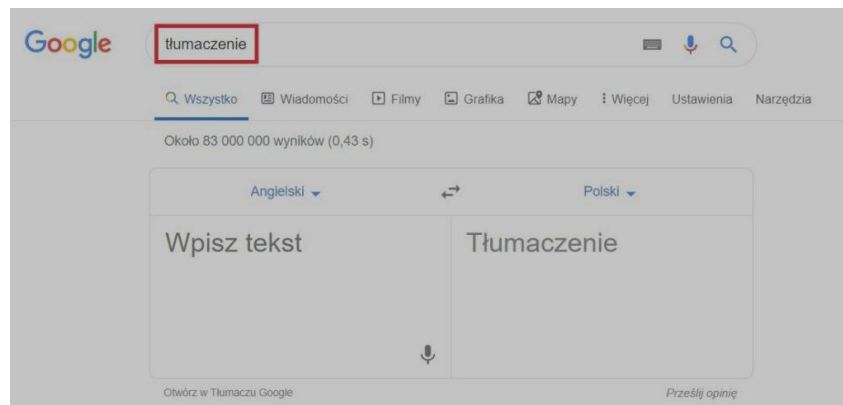 Google tłumaczenie
Wszystko Wiadomości Filmy Grafika Mapy Więcej Ustawienia Narzędzia
Około 83 000 000 wyników (0,43 s)
Angielski Polski
Wpisz tekst Tłumaczenie
Otwórz w Tłumaczu Google Prześlij opinię